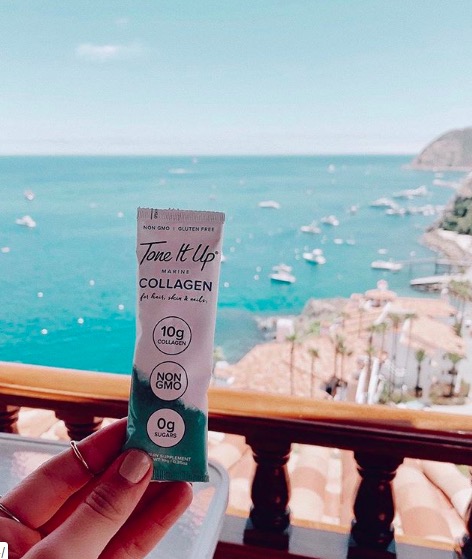 NON GMO | GLUTEN FREE
Tone It Up
MARINE
COLLAGEN
for hair, skin & nails.
10g
COLLAGEN
NON
GMO
0g
SUGARS
SUPPLEMENT